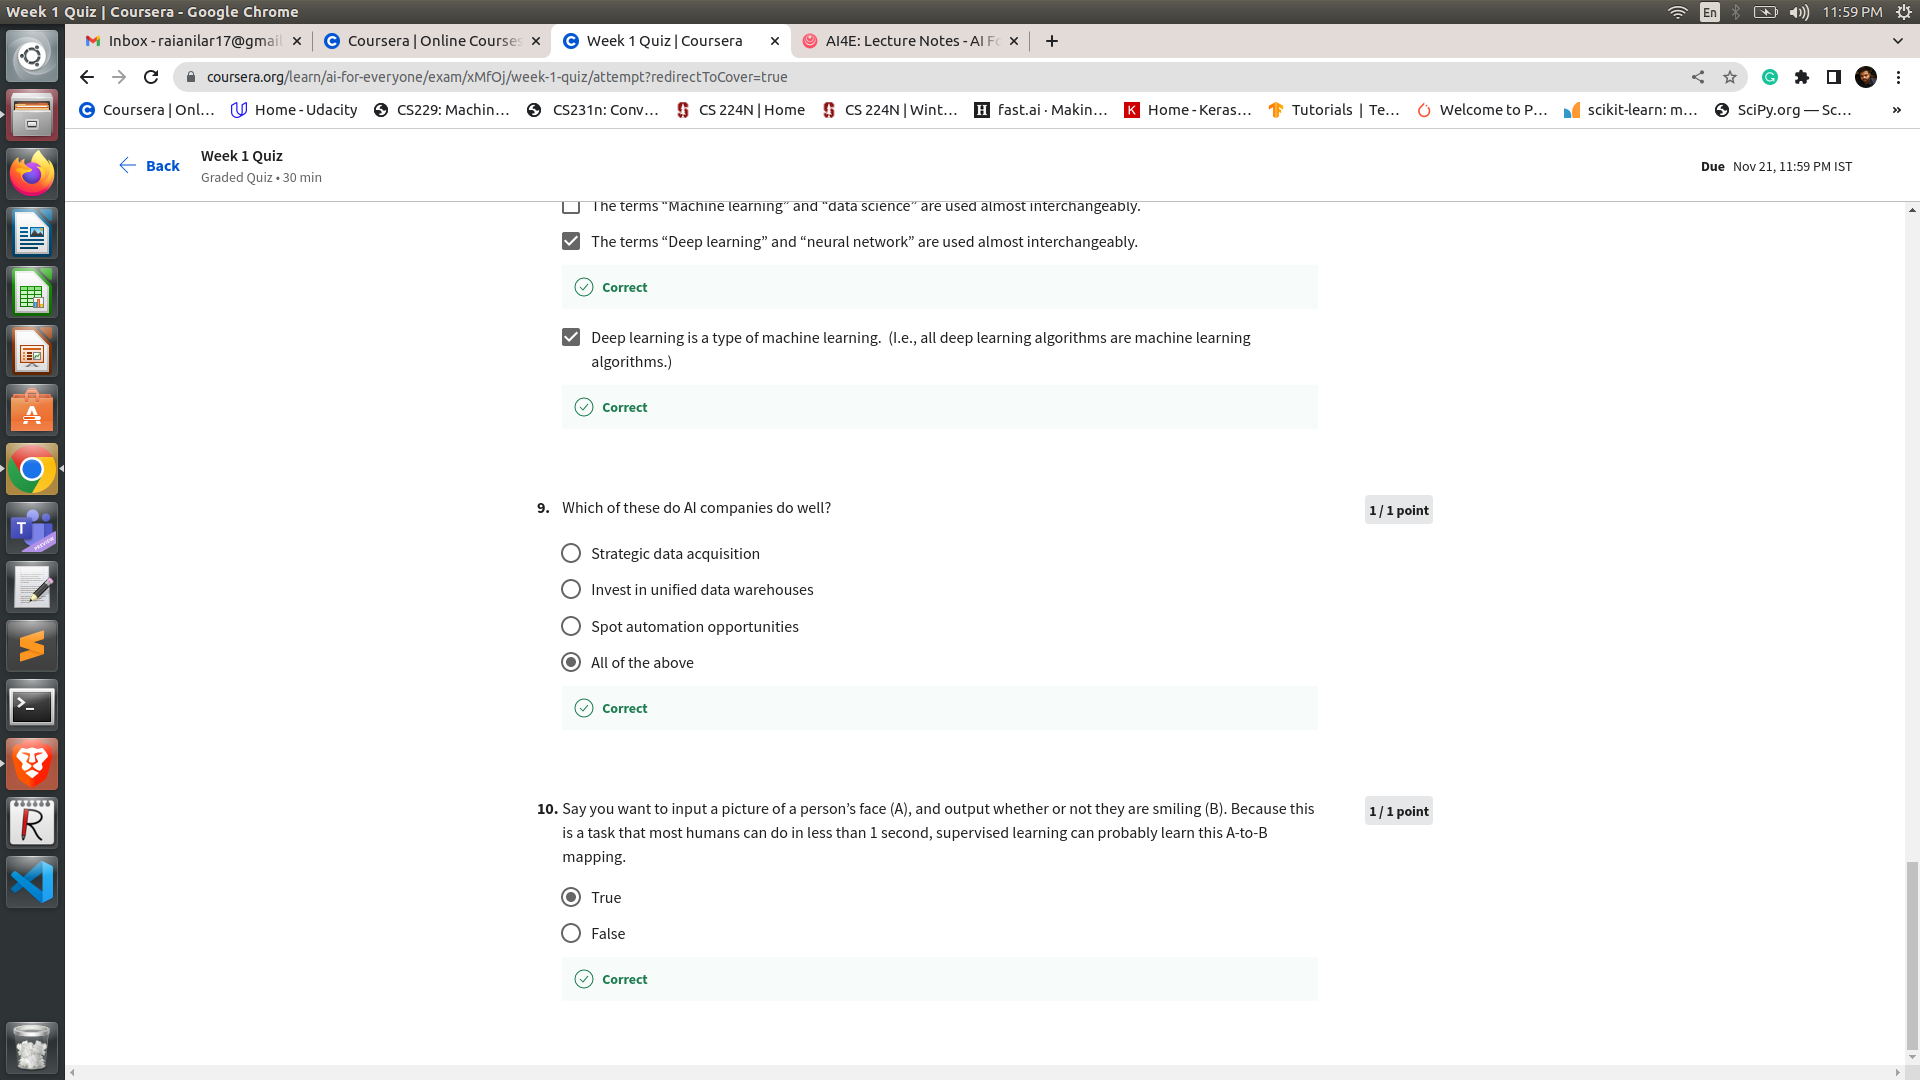 Week 1 Quiz | Coursera - Google Chrome
En
11:59 PM
Inbox - raianilar17@gmail
Coursera | Online Courses
Week 1 Quiz | Coursera
AI4E: Lecture Notes - AI Fo
coursera.org/learn/ai-for-everyone/exam/xMfOj/week-1-quiz/attempt?redirectToCover=true
Coursera | Onl...
Home - Udacity
CS229: Machin...
CS231n: Conv...
CS 224N | Home
CS 224N | Wint...
fast.ai · Makin...
Home - Keras...
Tutorials | Te...
Welcome to P...
scikit-learn: m...
SciPy.org — Sc...
»
Back
Week 1 Quiz
Graded Quiz • 30 min
Due Nov 21, 11:59 PM IST
The terms “Machine learning” and “data science” are used almost interchangeably.
The terms “Deep learning” and “neural network” are used almost interchangeably.
Correct
Deep learning is a type of machine learning. (I.e., all deep learning algorithms are machine learning
algorithms.)
Correct
9. Which of these do AI companies do well?
1 / 1 point
Strategic data acquisition
Invest in unified data warehouses
Spot automation opportunities
All of the above
Correct
10. Say you want to input a picture of a person’s face (A), and output whether or not they are smiling (B). Because this
is a task that most humans can do in less than 1 second, supervised learning can probably learn this A-to-B
mapping.
1 / 1 point
True
False
Correct